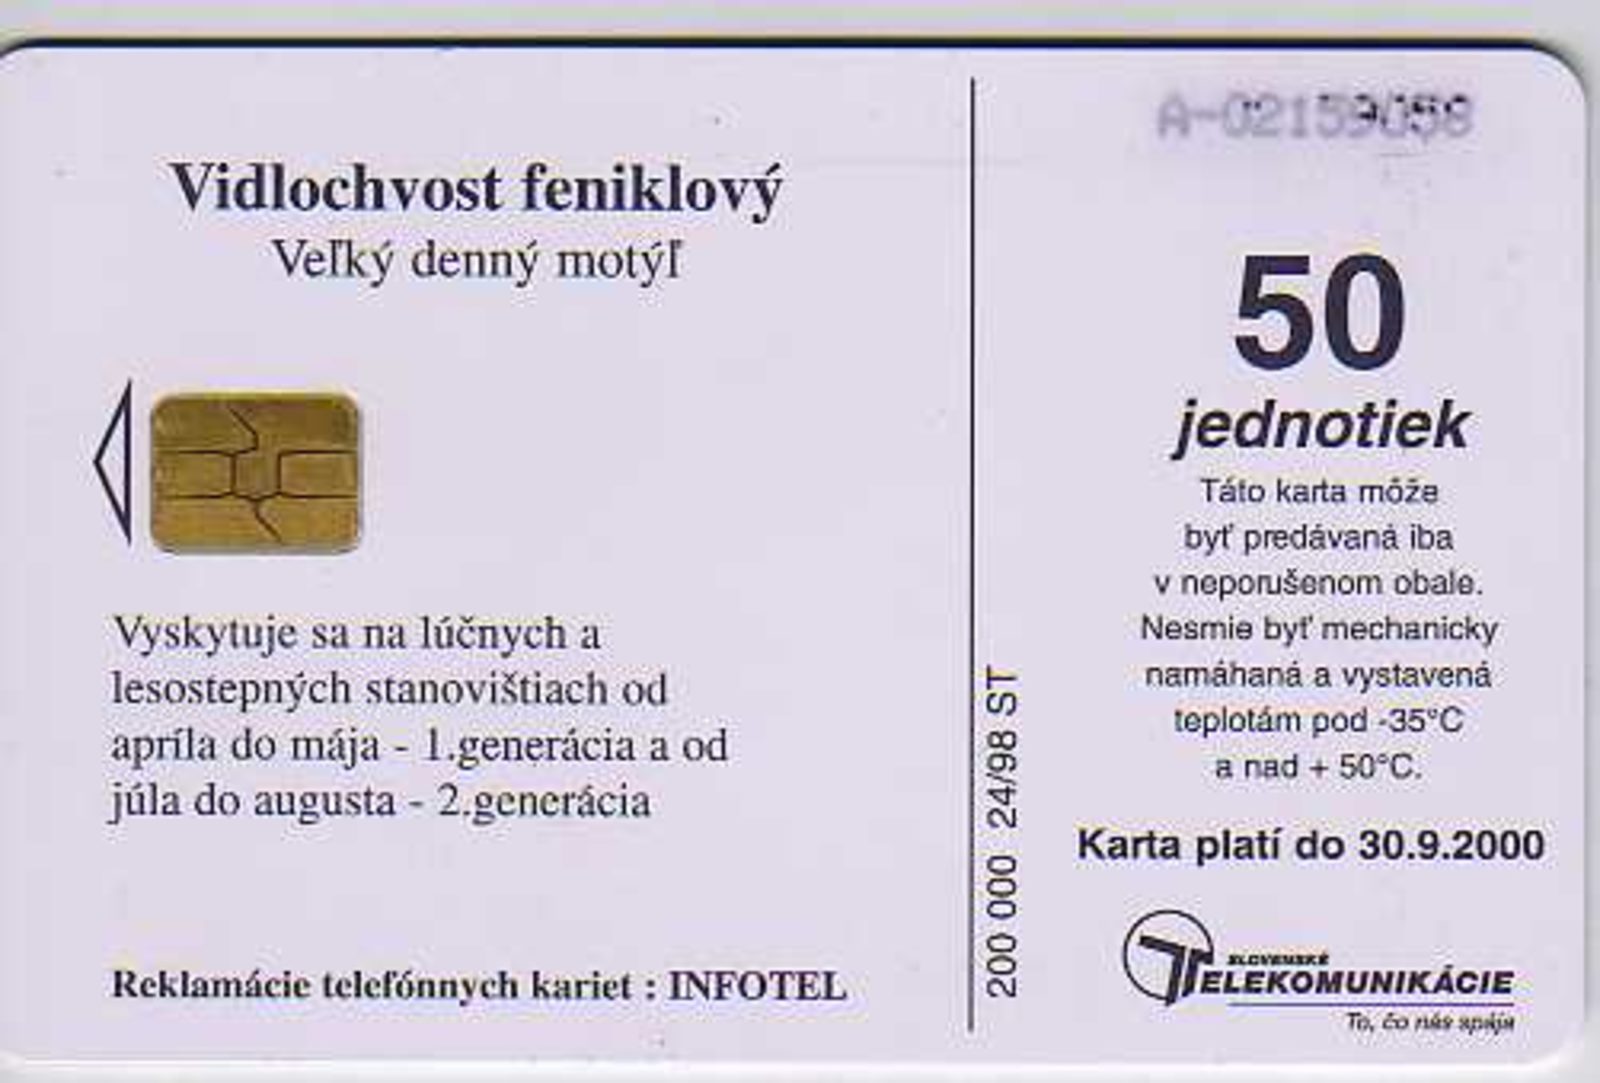 A-02159058
Vidlochvost feniklový
Veľký denný motýľ
Vyskytuje sa na lúčnych a
lesostepných stanovištiach od
apríla do mája - 1.generácia a od
júla do augusta - 2.generácia
Reklamácie telefónnych kariet : INFOTEL
200 000 24/98 ST
50
jednotiek
Táto karta môže
byť predávaná iba
v neporušenom obale.
Nesmie byť mechanicky
namáhaná a vystavená
teplotám pod -35°C
a nad + 50°C.
Karta platí do 30.9.2000
SLOVENSKÉ
TELEKOMUNIKÁCIE
To, čo nás spája